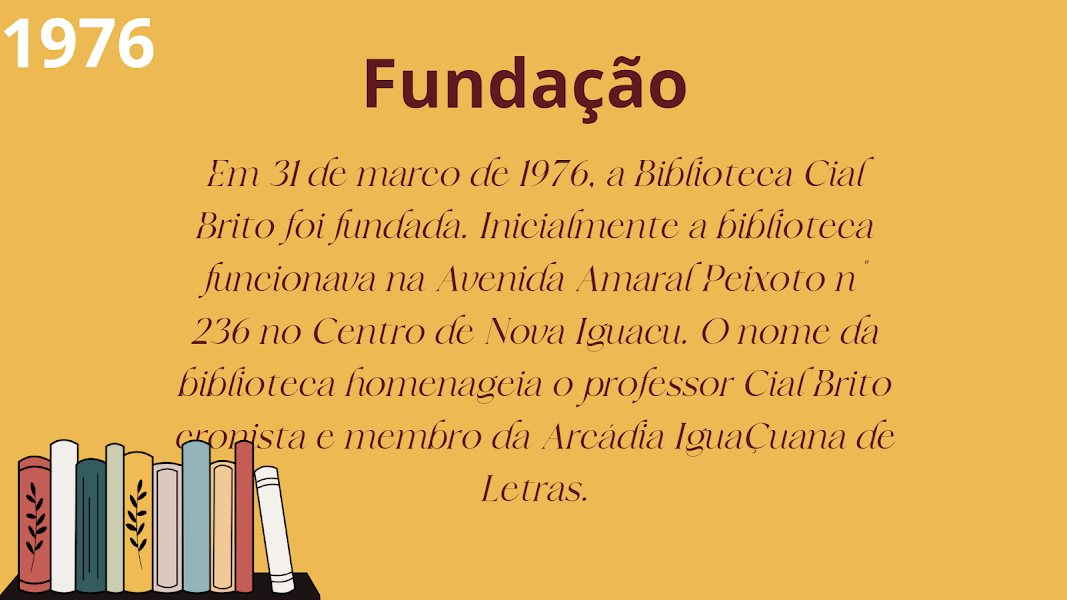 1976
Fundação
Em 31 de marco de 1976, a Biblioteca Cial
Brito foi fundada. Inicialmente a biblioteca
funcionava na Avenida Amaral Peixoto n°
236 no Centro de Nova Iguacu. O nome da
biblioteca homenageia o professor Cial Brito
cronista e membro da Arcádia IguaÇuana de
Letras.